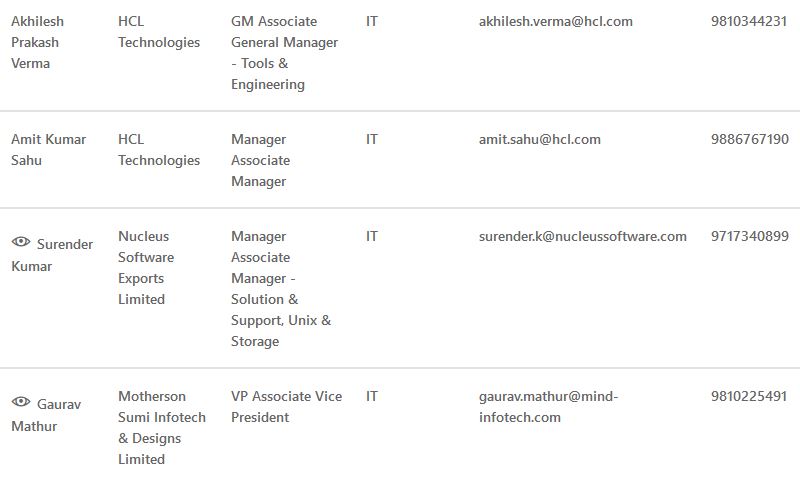 Akhilesh Prakash Verma
HCL Technologies
GM Associate General Manager - Tools & Engineering
IT
akhilesh.verma@hcl.com
9810344231
Amit Kumar Sahu
HCL Technologies
Manager Associate Manager
IT
amit.sahu@hcl.com
9886767190
Surender Kumar
Nucleus Software Exports Limited
Manager Associate Manager - Solution & Support, Unix & Storage
IT
surender.k@nucleussoftware.com
9717340899
Gaurav Mathur
Motherson Sumi Infotech & Designs Limited
VP Associate Vice President
IT
gaurav.mathur@mind-infotech.com
9810225491